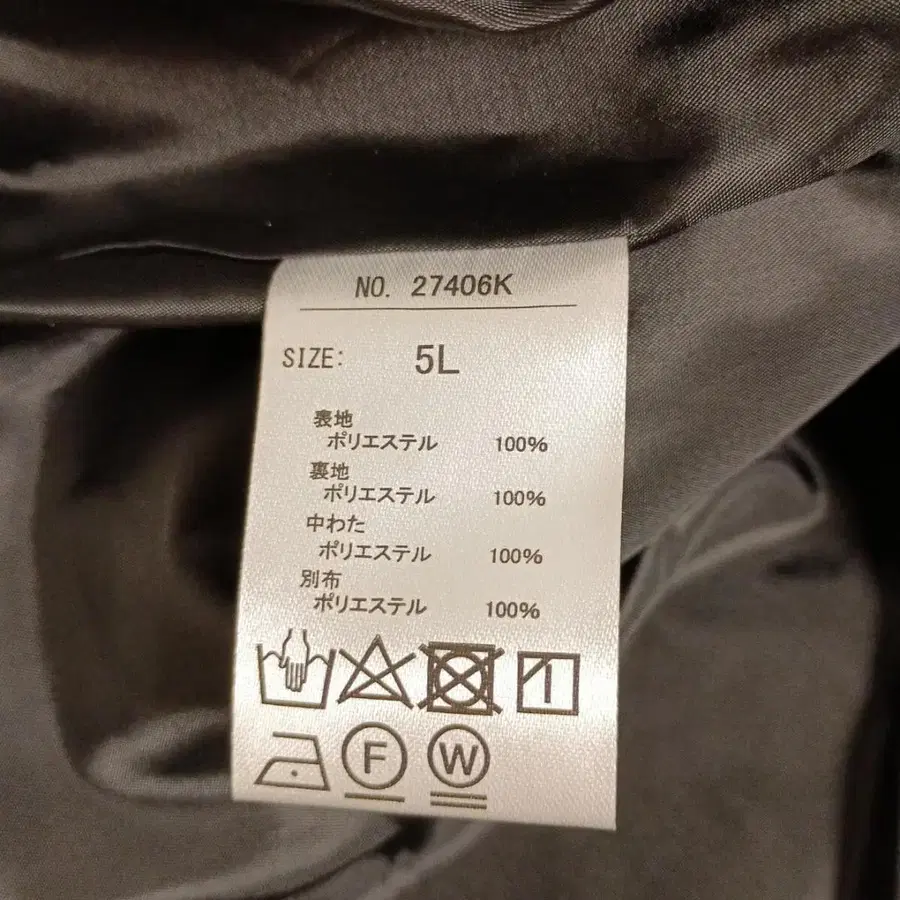 NO. 27406K
SIZE: 5L
表地
ポリエステル 100%
裏地
ポリエステル 100%
中わた
ポリエステル 100%
別布
ポリエステル 100%
F W